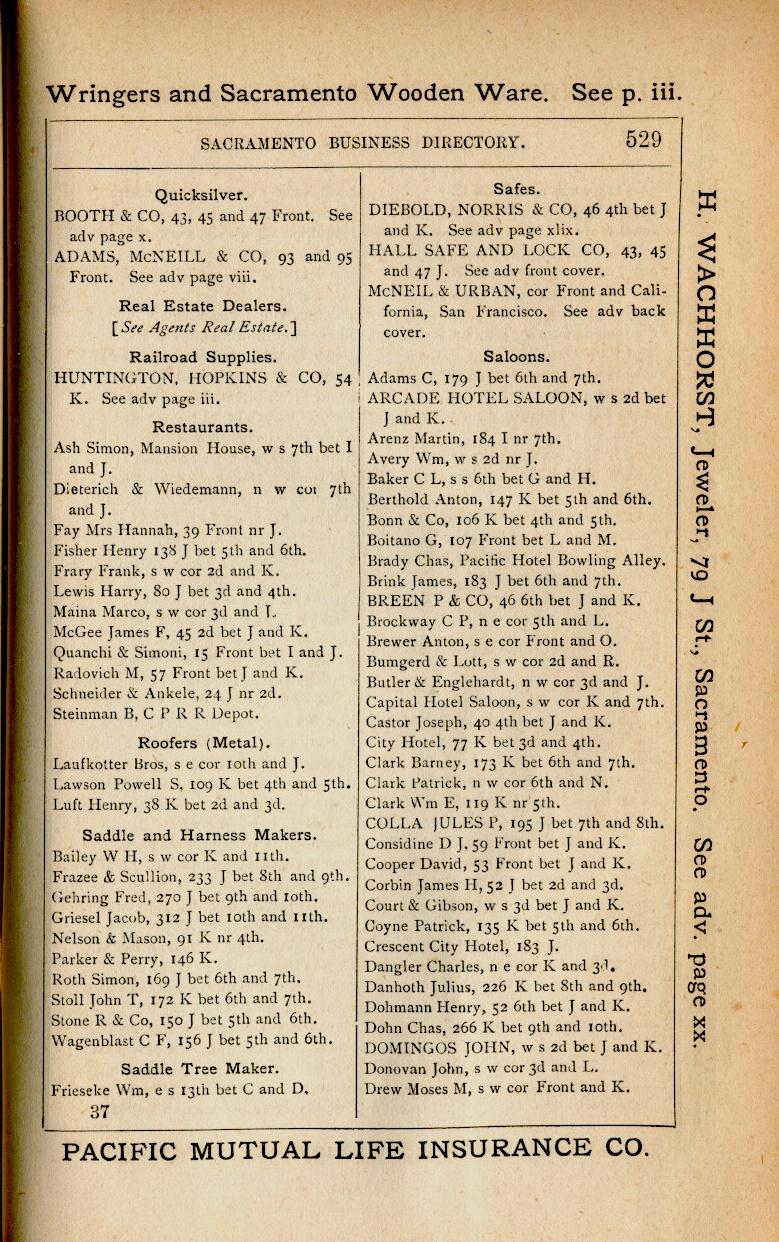 Wringers and Sacramento Wooden Ware. See p. iii.
SACRAMENTO BUSINESS DIRECTORY. 529
Quicksilver.
BOOTH & CO, 43, 45 and 47 Front. See
adv page x.
ADAMS, McNEILL & CO, 93 and 95
Front. See adv page viii.
Real Estate Dealers.
[See Agents Real Estate.]
Railroad Supplies.
HUNTINGTON, HOPKINS & CO, 54
K. See adv page iii.
Restaurants.
Ash Simon, Mansion House, w s 7th bet I
and J.
Dieterich & Wiedemann, n w cor 7th
and J.
Fay Mrs Hannah, 39 Front nr J.
Fisher Henry 138 J bet 5th and 6th.
Frary Frank, s w cor 2d and K.
Lewis Harry, 80 J bet 3d and 4th.
Maina Marco, s w cor 3d and L
McGee James F, 45 2d bet J and K.
Quanchi & Simoni, 15 Front bet I and J.
Radovich M, 57 Front bet J and K.
Schneider & Ankele, 24 J nr 2d.
Steinman B, C P R R Depot.
Roofers (Metal).
Laufkotter Bros, s e cor 10th and J.
Lawson Powell S, 109 K bet 4th and 5th.
Luft Henry, 38 K bet 2d and 3d.
Saddle and Harness Makers.
Bailey W H, s w cor K and 11th.
Frazee & Scullion, 233 J bet 8th and 9th.
Gehring Fred, 270 J bet 9th and 10th.
Griesel Jacob, 312 J bet 10th and 11th.
Nelson & Mason, 91 K nr 4th.
Parker & Perry, 146 K.
Roth Simon, 169 J bet 6th and 7th.
Stoll John T, 172 K bet 6th and 7th.
Stone R & Co, 150 J bet 5th and 6th.
Wagenblast C F, 156 J bet 5th and 6th.
Saddle Tree Maker.
Frieseke Wm, e s 13th bet C and D.
37
Safes.
DIEBOLD, NORRIS & CO, 46 4th bet J
and K. See adv page xlix.
HALL SAFE AND LOCK CO, 43, 45
and 47 J. See adv front cover.
McNEIL & URBAN, cor Front and Cali-
fornia, San Francisco. See adv back
cover.
Saloons.
Adams C, 179 J bet 6th and 7th.
ARCADE HOTEL SALOON, w s 2d bet
J and K.
Arenz Martin, 184 I nr 7th.
Avery Wm, w s 2d nr J.
Baker C L, s s 6th bet G and H.
Berthold Anton, 147 K bet 5th and 6th.
Bonn & Co, 106 K bet 4th and 5th.
Boitano G, 107 Front bet L and M.
Brady Chas, Pacific Hotel Bowling Alley.
Brink James, 183 J bet 6th and 7th.
BREEN P & CO, 46 6th bet J and K.
Brockway C P, n e cor 5th and L.
Brewer Anton, s e cor Front and O.
Bumgerd & Lott, s w cor 2d and R.
Butler & Englehardt, n w cor 3d and J.
Capital Hotel Saloon, s w cor K and 7th.
Castor Joseph, 40 4th bet J and K.
City Hotel, 77 K bet 3d and 4th.
Clark Barney, 173 K bet 6th and 7th.
Clark Patrick, n w cor 6th and N.
Clark Wm E, 119 K nr 5th.
COLLA JULES P, 195 J bet 7th and 8th.
Considine D J, 59 Front bet J and K.
Cooper David, 53 Front bet J and K.
Corbin James H, 52 J bet 2d and 3d.
Court & Gibson, w s 3d bet J and K.
Coyne Patrick, 135 K bet 5th and 6th.
Crescent City Hotel, 183 J.
Dangler Charles, n e cor K and 3d.
Danhoth Julius, 226 K bet 8th and 9th.
Dohmann Henry, 52 6th bet J and K.
Dohn Chas, 266 K bet 9th and 10th.
DOMINGOS JOHN, w s 2d bet J and K.
Donovan John, s w cor 3d and L.
Drew Moses M, s w cor Front and K.
H. WACHHORST, Jeweler, 79 J St., Sacramento. See adv. page xx.
PACIFIC MUTUAL LIFE INSURANCE CO.